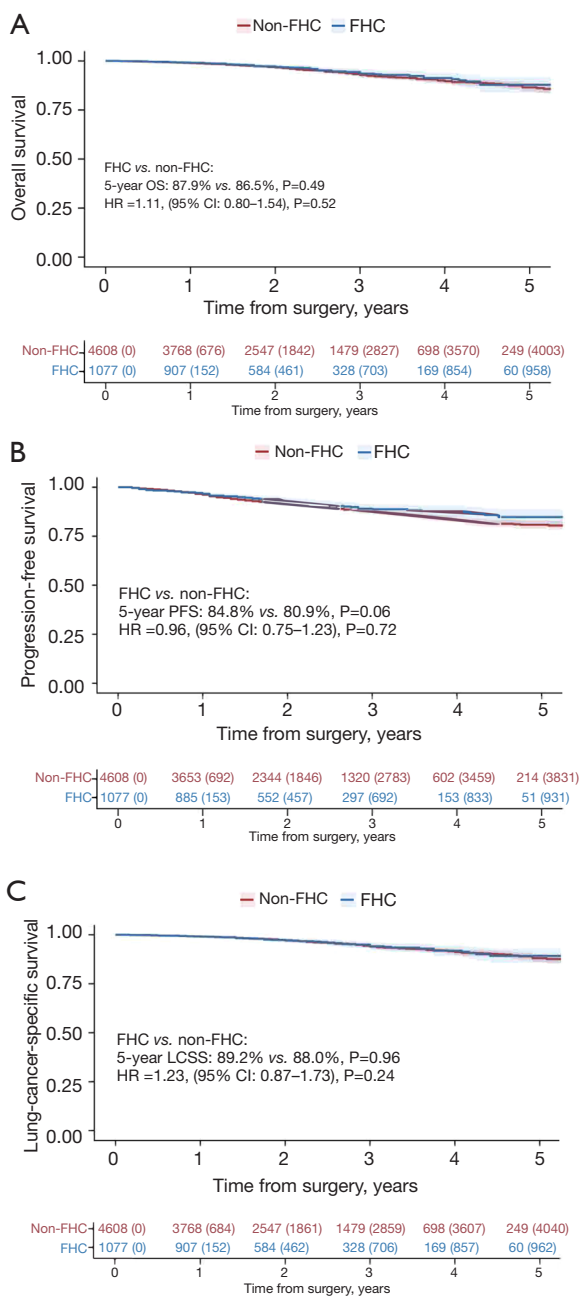 A
Non-FHC FHC
1.00
0.75
0.50
0.25
0.00
Overall survival
FHC vs. non-FHC:
5-year OS: 87.9% vs. 86.5%, P=0.49
HR =1.11, (95% CI: 0.80–1.54), P=0.52
0 1 2 3 4 5
Time from surgery, years
Non-FHC 4608 (0) 3768 (676) 2547 (1842) 1479 (2827) 698 (3570) 249 (4003)
FHC 1077 (0) 907 (152) 584 (461) 328 (703) 169 (854) 60 (958)
0 1 2 3 4 5
Time from surgery, years
B
Non-FHC FHC
1.00
0.75
0.50
0.25
0.00
Progression-free survival
FHC vs. non-FHC:
5-year PFS: 84.8% vs. 80.9%, P=0.06
HR =0.96, (95% CI: 0.75–1.23), P=0.72
0 1 2 3 4 5
Time from surgery, years
Non-FHC 4608 (0) 3653 (692) 2344 (1846) 1320 (2783) 602 (3459) 214 (3831)
FHC 1077 (0) 885 (153) 552 (457) 297 (692) 153 (833) 51 (931)
0 1 2 3 4 5
Time from surgery, years
C
Non-FHC FHC
1.00
0.75
0.50
0.25
0.00
Lung-cancer-specific survival
FHC vs. non-FHC:
5-year LCSS: 89.2% vs. 88.0%, P=0.96
HR =1.23, (95% CI: 0.87–1.73), P=0.24
0 1 2 3 4 5
Time from surgery, years
Non-FHC 4608 (0) 3768 (684) 2547 (1861) 1479 (2859) 698 (3607) 249 (4040)
FHC 1077 (0) 907 (152) 584 (462) 328 (706) 169 (857) 60 (962)
0 1 2 3 4 5
Time from surgery, years